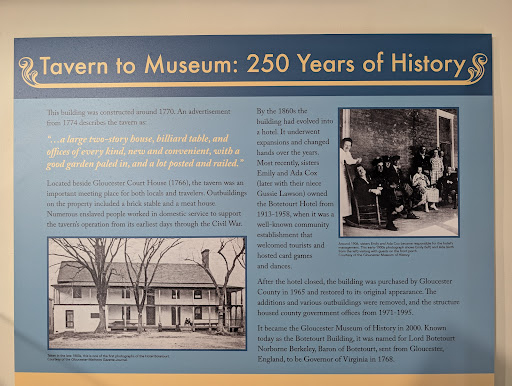 Tavern to Museum: 250 Years of History
This building was constructed around 1770. An advertisement
from 1774 describes the tavern as:
"…a large two-story house, billiard table, and
offices of every kind, new and convenient, with a
good garden paled in, and a lot posted and railed."
Located beside Gloucester Court House (1766), the tavern was an
important meeting place for both locals and travelers. Outbuildings
on the property included a brick stable and a meat house.
Numerous enslaved people worked in domestic service to support
the tavern's operation from its earliest days through the Civil War.
By the 1860s the
building had evolved into
a hotel. It underwent
expansions and changed
hands over the years.
Most recently, sisters
Emily and Ada Cox
(later with their niece
Gussie Lawson) owned
the Botetourt Hotel from
1913-1958, when it was a
well-known community
establishment that
welcomed tourists and
hosted card games
and dances.
After the hotel closed, the building was purchased by Gloucester
County in 1965 and restored to its original appearance. The
additions and various outbuildings were removed, and the structure
housed county government offices from 1971-1995.
It became the Gloucester Museum of History in 2000. Known
today as the Botetourt Building, it was named for Lord Botetourt
Norborne Berkeley, Baron of Botetourt, sent from Gloucester,
England, to be Governor of Virginia in 1768.
Courtesy of the Gloucester Museum of History